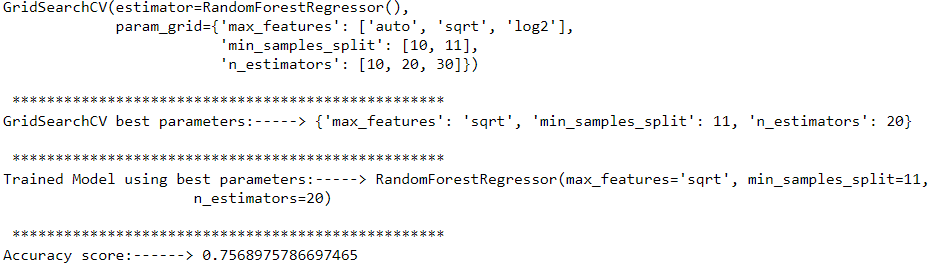 GridSearchCV(estimator=RandomForestRegressor(),
             param_grid={'max_features': ['auto', 'sqrt', 'log2'],
                         'min_samples_split': [10, 11],
                         'n_estimators': [10, 20, 30]})
**************************************************
GridSearchCV best parameters:-----> {'max_features': 'sqrt', 'min_samples_split': 11, 'n_estimators': 20}
**************************************************
Trained Model using best parameters:-----> RandomForestRegressor(max_features='sqrt', min_samples_split=11,
                      n_estimators=20)
**************************************************
Accuracy score:------> 0.7568975786697465